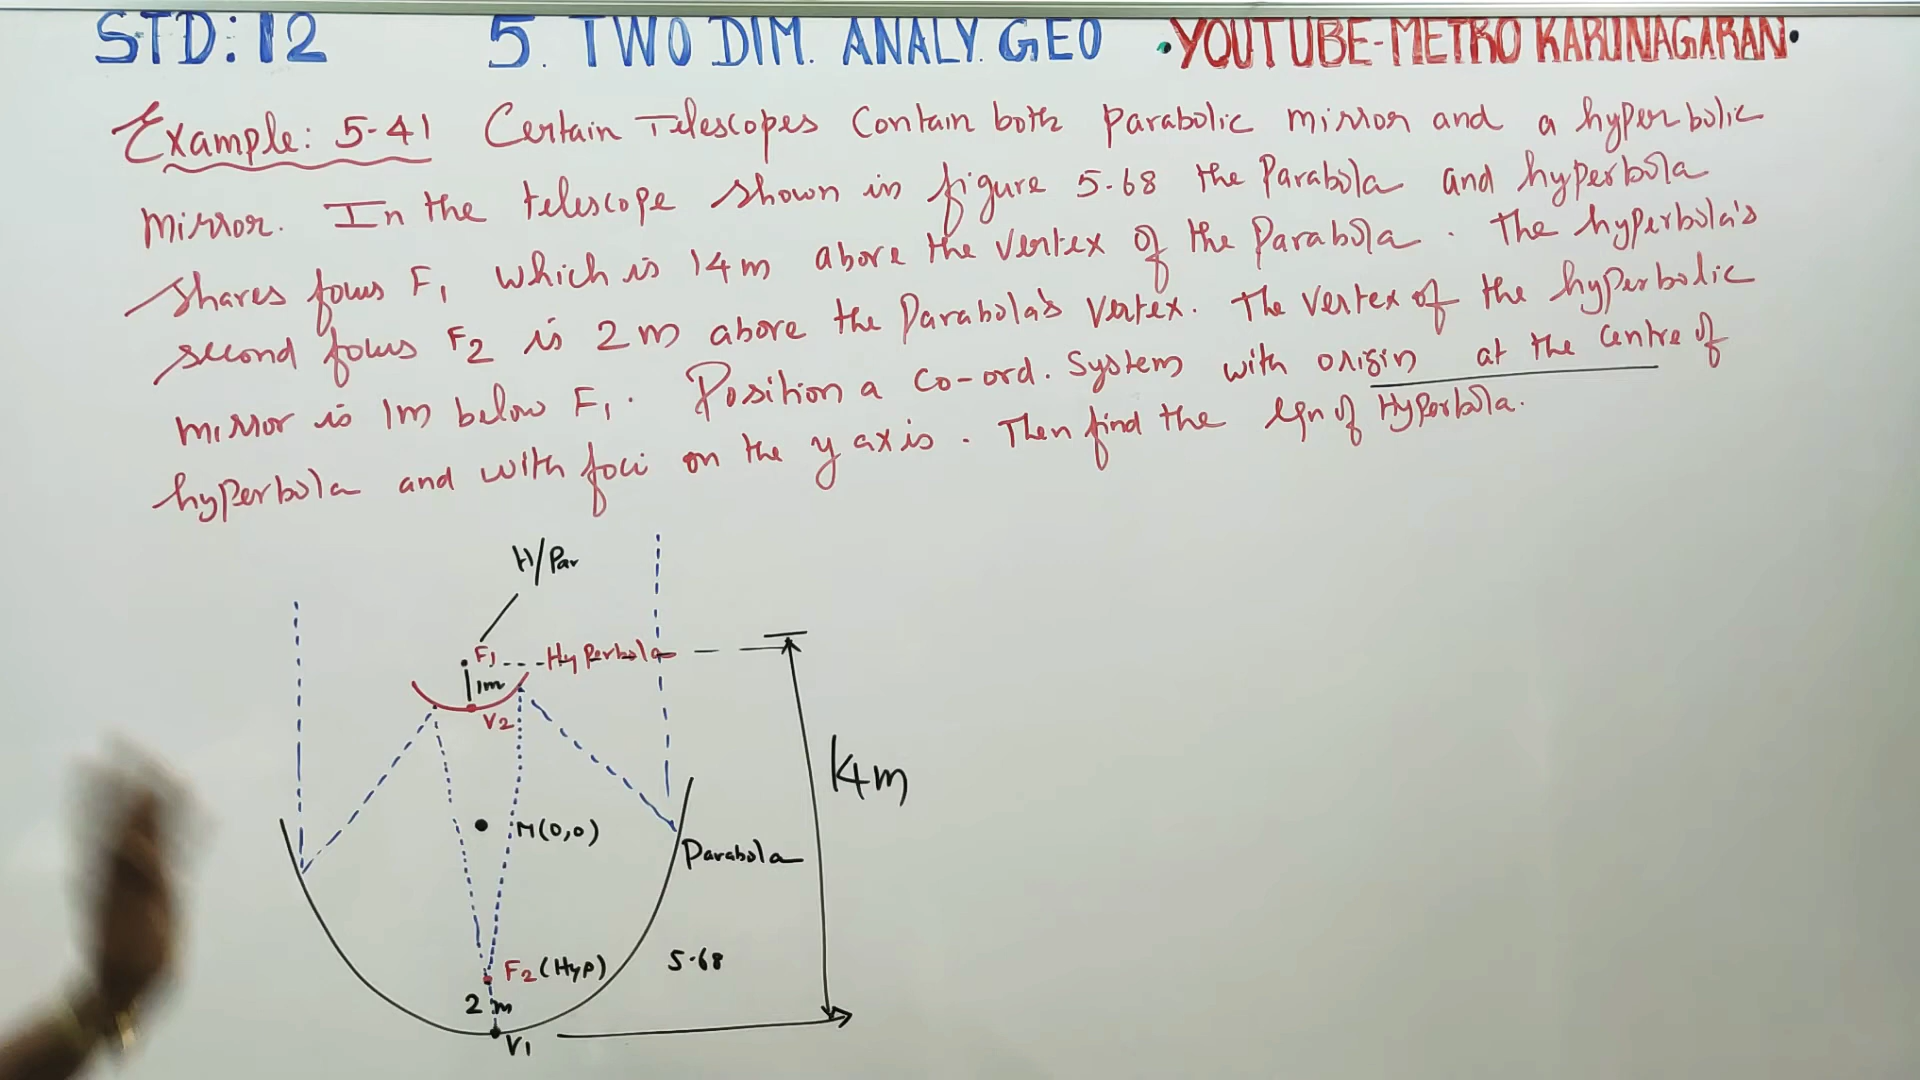 STD: 12 5. TWO DIM. ANALY. GEO •YOUTUBE-METRO KARUNAGARAN•
Example: 5-41 Certain Telescopes Contain both parabolic mirror and a hyperbolic
mirror. In the telescope shown in figure 5.68 the Parabola and hyperbola
shares focus F1 which is 14m above the vertex of the Parabola. The hyperbola's
second focus F2 is 2m above the Parabola's Vertex. The Vertex of the hyperbolic
mirror is 1m below F1. Position a Co-ord. System with origin at the centre of
hyperbola and with foci on the y axis. Then find the eqn of Hyperbola.
H/Par
F1 Hyperbola
1m
V2
14m
M(0,0)
Parabola
F2 (Hyp) 5.68
2 m
V1